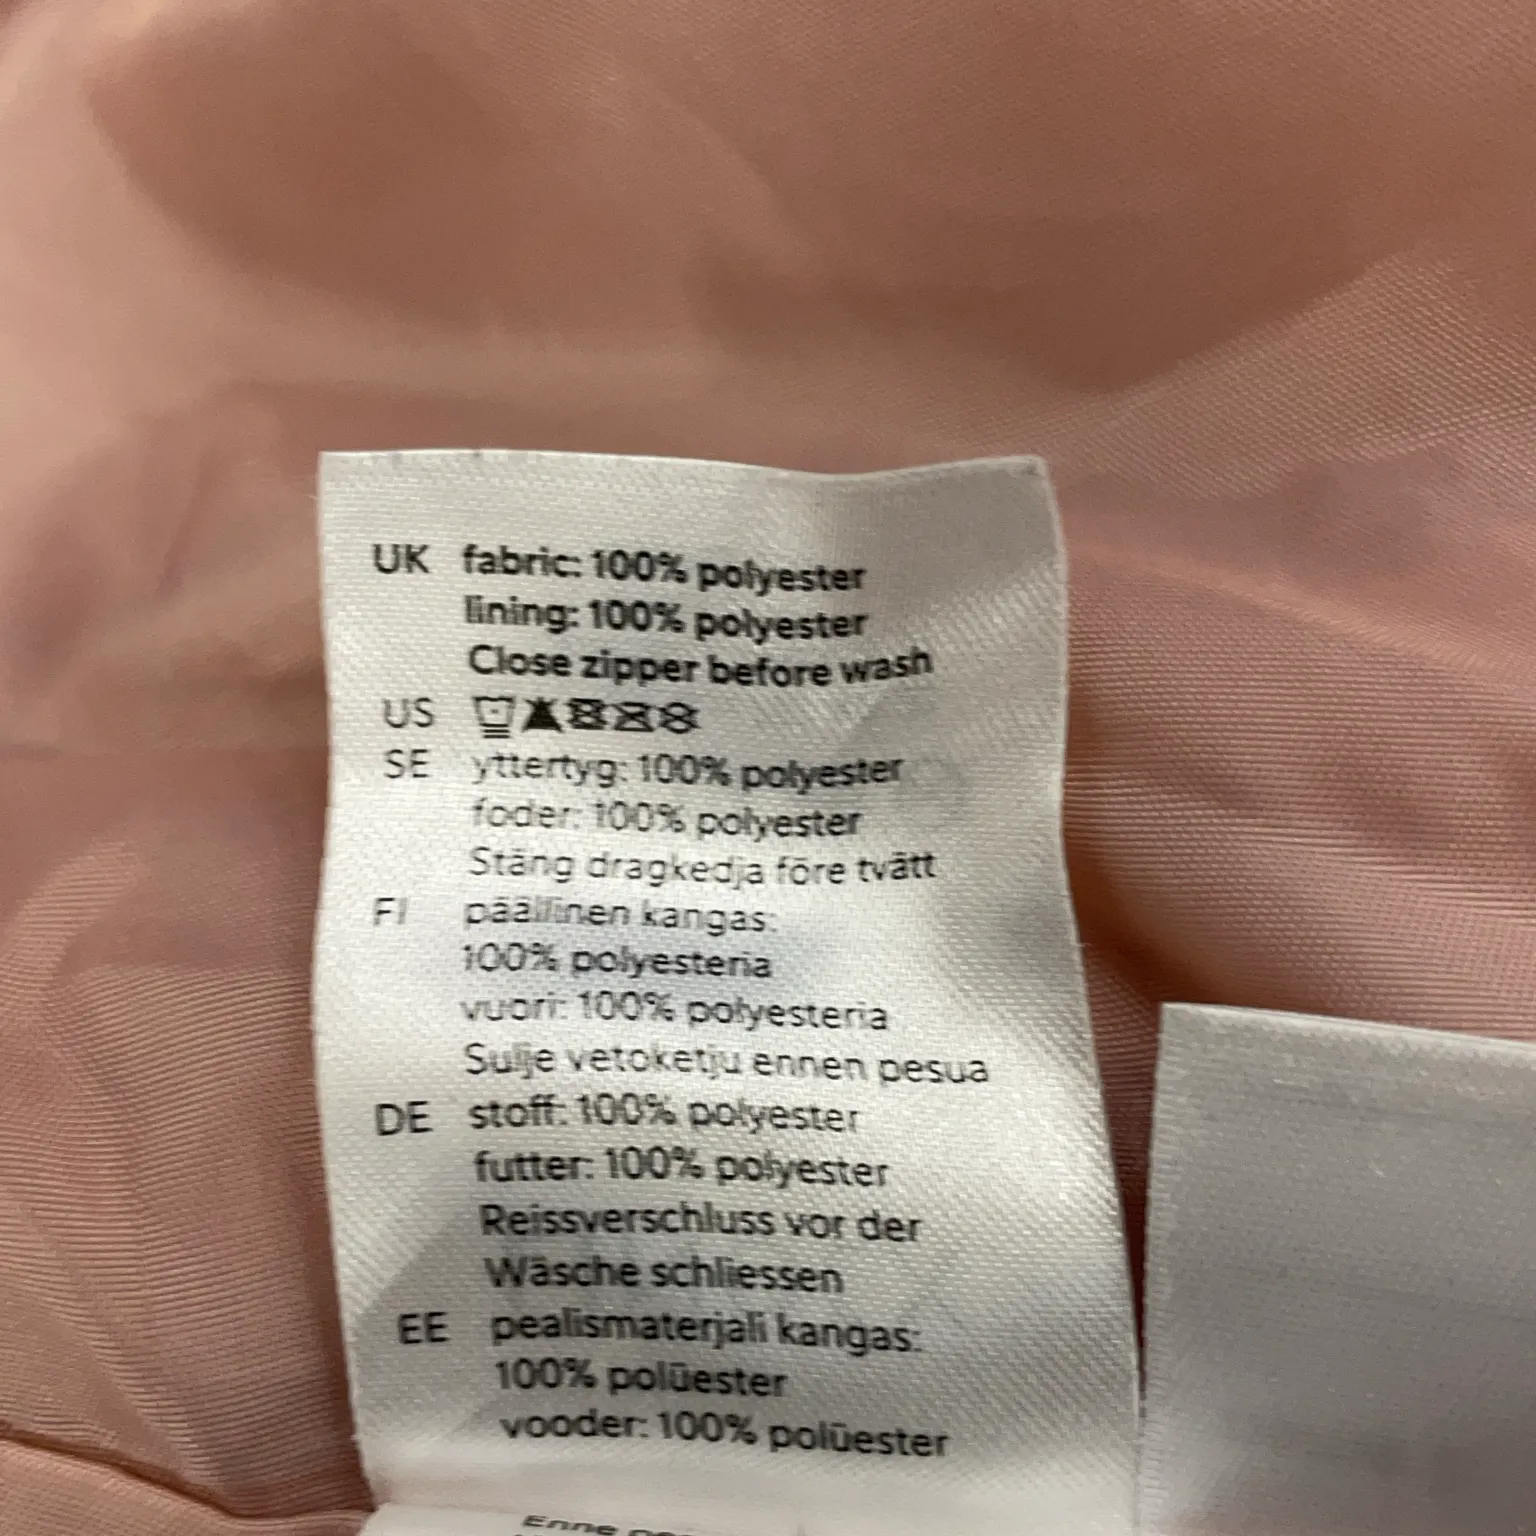 UK fabric: 100% polyester
lining: 100% polyester
Close zipper before wash
US
SE yttertyg: 100% polyester
foder: 100% polyester
Stäng dragkedja före tvätt
FI päällinen kangas:
100% polyesteria
vuori: 100% polyesteria
Sulje vetoketju ennen pesua
DE stoff: 100% polyester
futter: 100% polyester
Reissverschluss vor der
Wäsche schliessen
EE pealismaterjali kangas:
100% polüester
vooder: 100% polüester
Enne